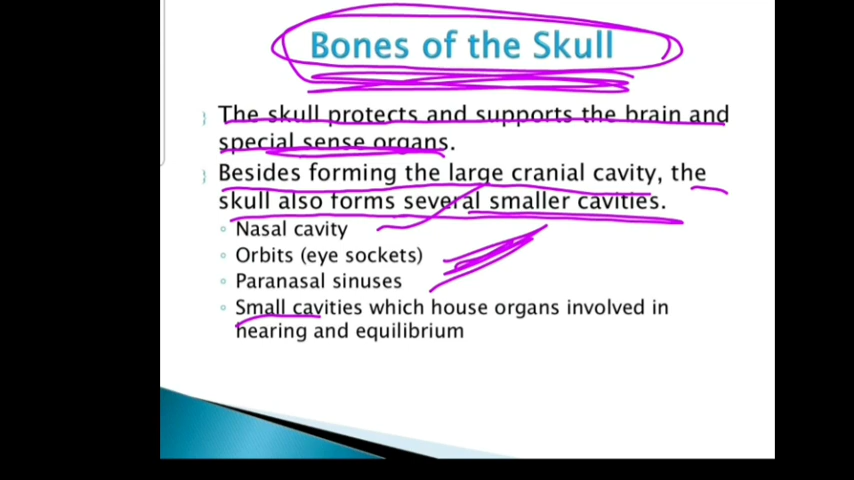 Bones of the Skull
The skull protects and supports the brain and
special sense organs.
Besides forming the large cranial cavity, the
skull also forms several smaller cavities.
Nasal cavity
Orbits (eye sockets)
Paranasal sinuses
Small cavities which house organs involved in
hearing and equilibrium